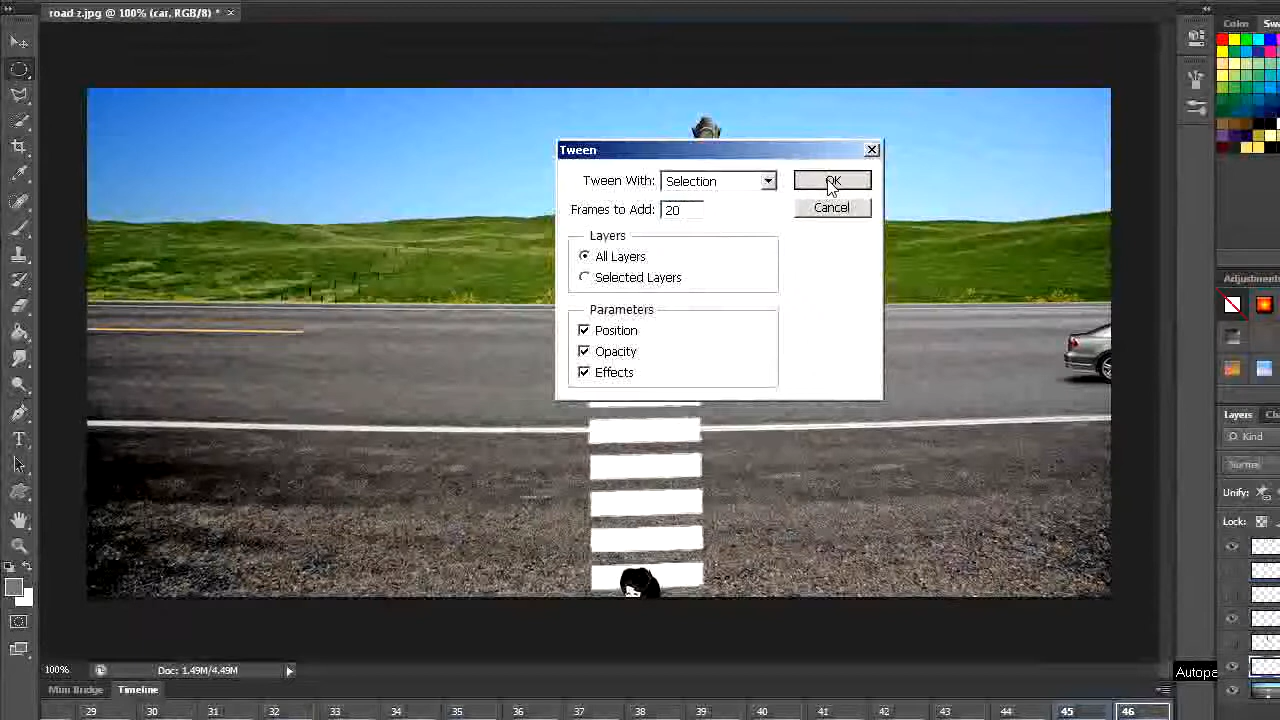 road z.jpg @ 100% (car, RGB/8) *
Color
Tween
Tween With: Selection
OK
Frames to Add: 20
Cancel
Layers
All Layers
Selected Layers
Parameters
Position
Opacity
Effects
Adjustments
Layers
Kind
Normal
Unify:
Lock:
100%
Doc: 1.49M/4.49M
Mini Bridge
Timeline
29 30 31 32 33 34 35 36 37 38 39 40 41 42 43 44 45 46